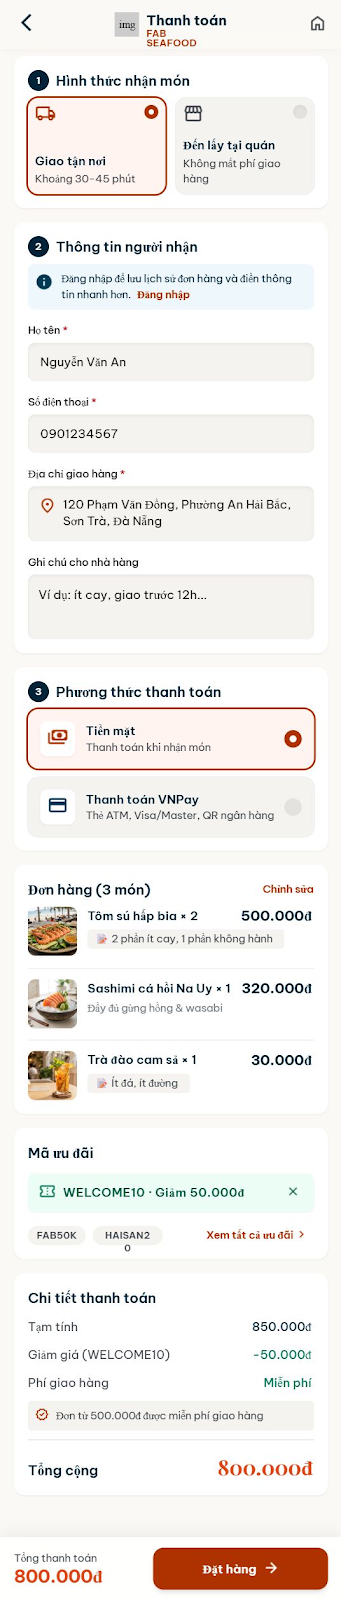 img
Thanh toán
FAB
SEAFOOD
1 Hình thức nhận món
Giao tận nơi
Khoảng 30-45 phút
Đến lấy tại quán
Không mất phí giao
hàng
2 Thông tin người nhận
Đăng nhập để lưu lịch sử đơn hàng và điền thông
tin nhanh hơn. Đăng nhập
Họ tên *
Nguyễn Văn An
Số điện thoại *
0901234567
Địa chỉ giao hàng *
120 Phạm Văn Đồng, Phường An Hải Bắc,
Sơn Trà, Đà Nẵng
Ghi chú cho nhà hàng
Ví dụ: ít cay, giao trước 12h...
3 Phương thức thanh toán
Tiền mặt
Thanh toán khi nhận món
Thanh toán VNPay
Thẻ ATM, Visa/Master, QR ngân hàng
Đơn hàng (3 món) Chỉnh sửa
Tôm sú hấp bia × 2 500.000đ
2 phần ít cay, 1 phần không hành
Sashimi cá hồi Na Uy × 1 320.000đ
Đầy đủ gừng hồng & wasabi
Trà đào cam sả × 1 30.000đ
Ít đá, ít đường
Mã ưu đãi
WELCOME10 · Giảm 50.000đ
FAB50K
HAISAN2
0
Xem tất cả ưu đãi
Chi tiết thanh toán
Tạm tính 850.000đ
Giảm giá (WELCOME10) -50.000đ
Phí giao hàng Miễn phí
Đơn từ 500.000đ được miễn phí giao hàng
Tổng cộng 800.000đ
Tổng thanh toán
800.000đ
Đặt hàng →